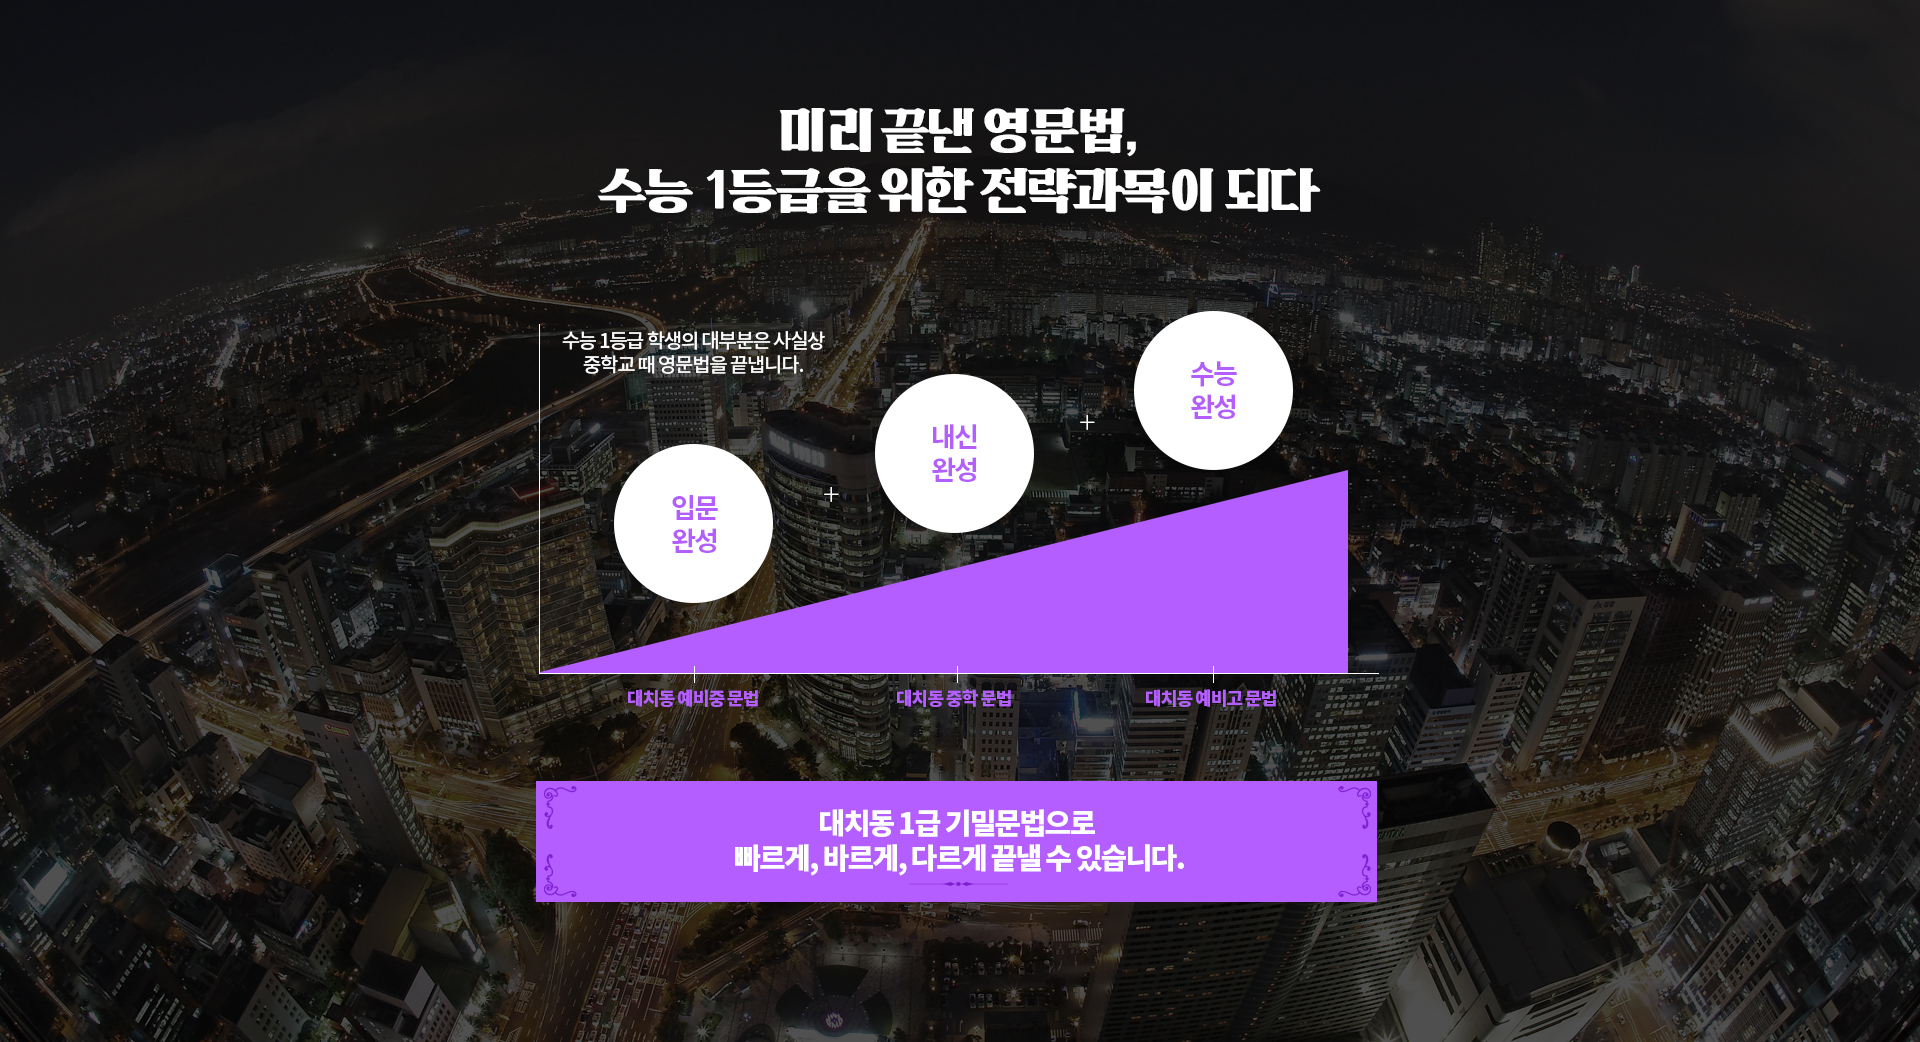 미리 끝낸 영문법,
수능 1등급을 위한 전략과목이 되다
수능 1등급 학생의 대부분은 사실상
중학교 때 영문법을 끝냅니다.
입문
완성
+
내신
완성
+
수능
완성
대치동 예비중 문법
대치동 중학 문법
대치동 예비고 문법
대치동 1급 기밀문법으로
빠르게, 바르게, 다르게 끝낼 수 있습니다.